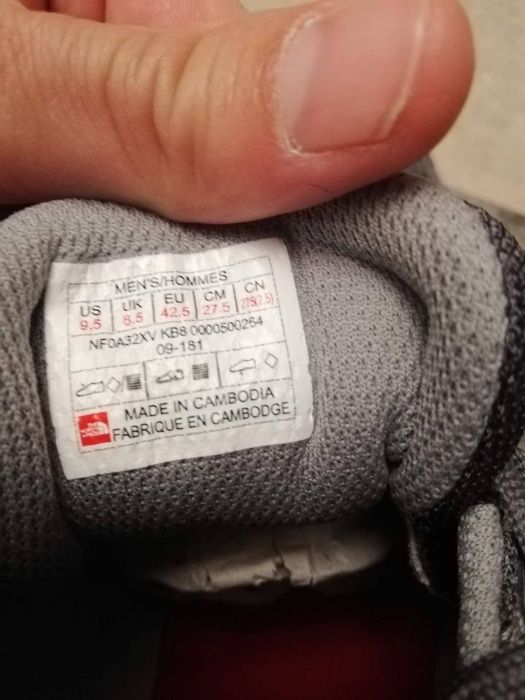 MEN'S/HOMMES
US UK EU CM CN
9.5 8.5 42.5 27.5 275(2.5)
NF0A32XV KB8 0000500264
09-181
MADE IN CAMBODIA
FABRIQUE EN CAMBODGE